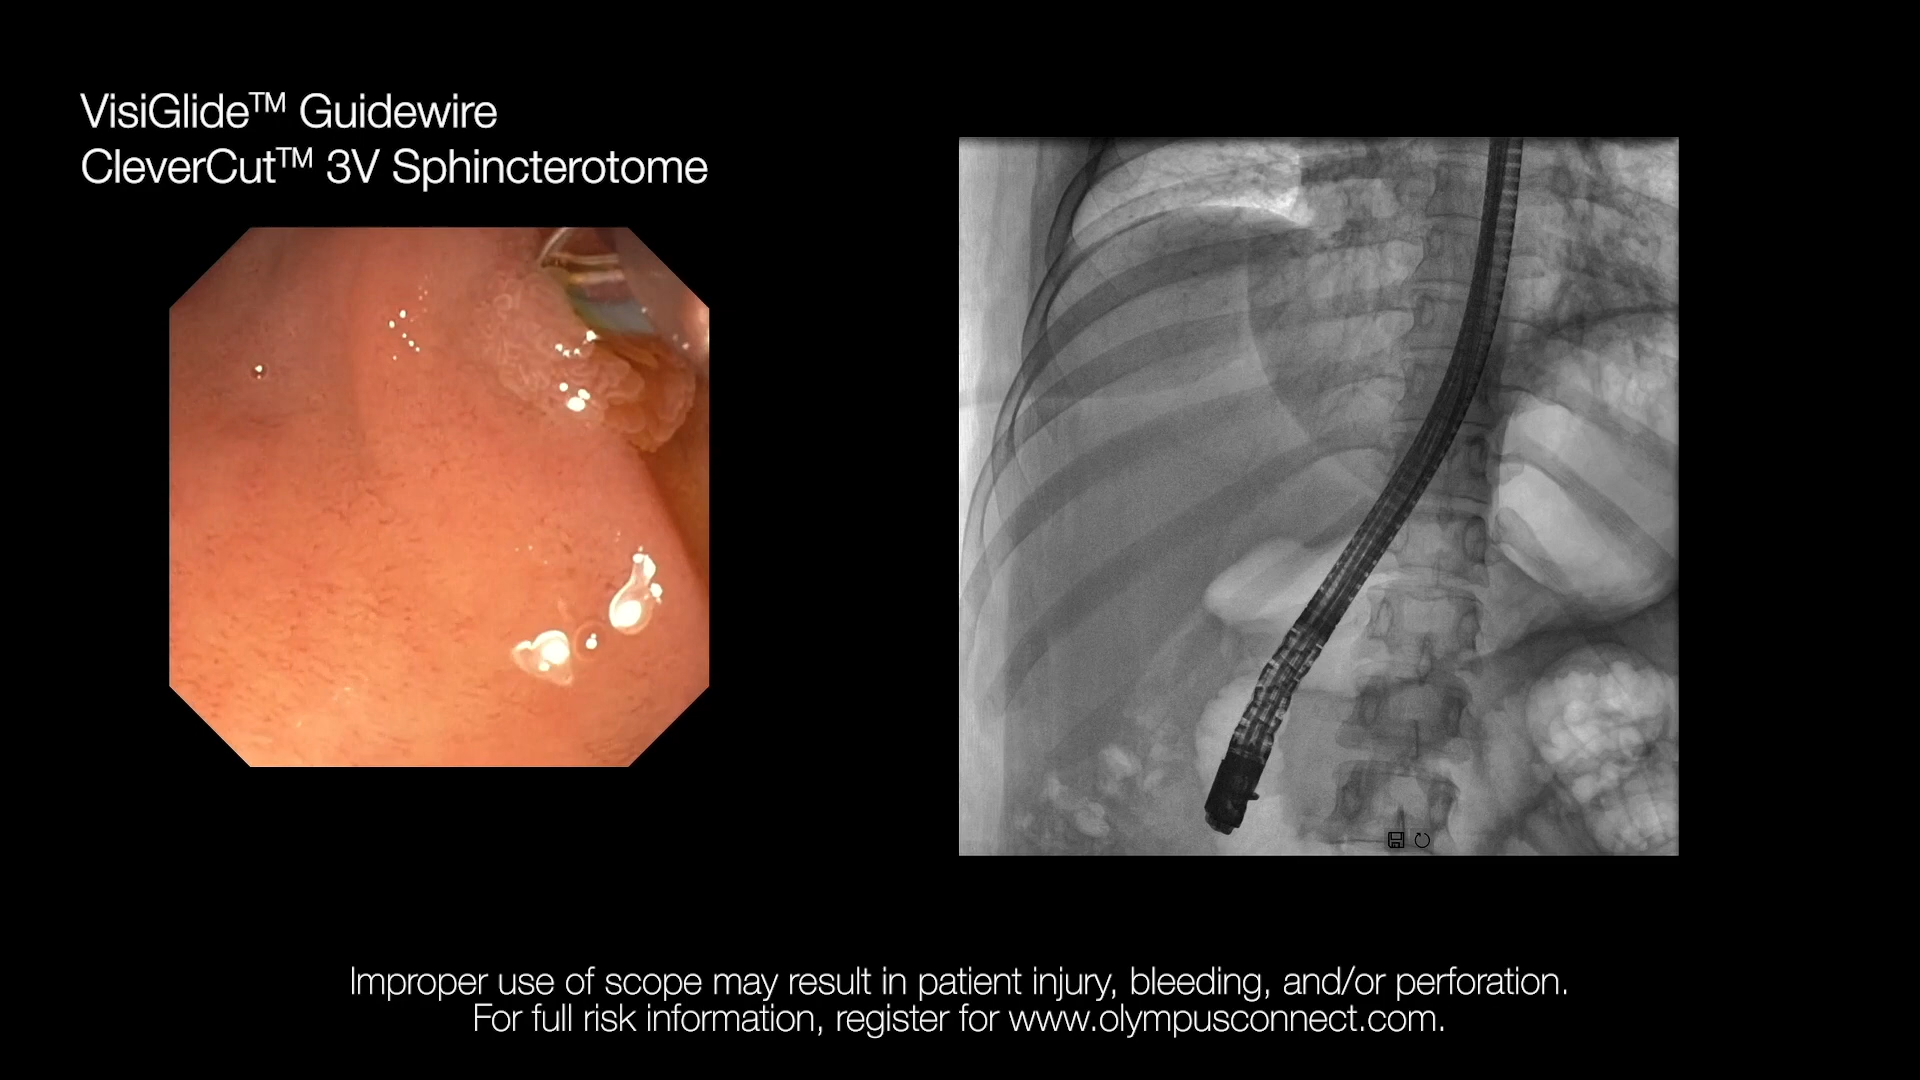 VisiGlide™ Guidewire
CleverCut™ 3V Sphincterotome
Improper use of scope may result in patient injury, bleeding, and/or perforation.
For full risk information, register for www.olympusconnect.com.